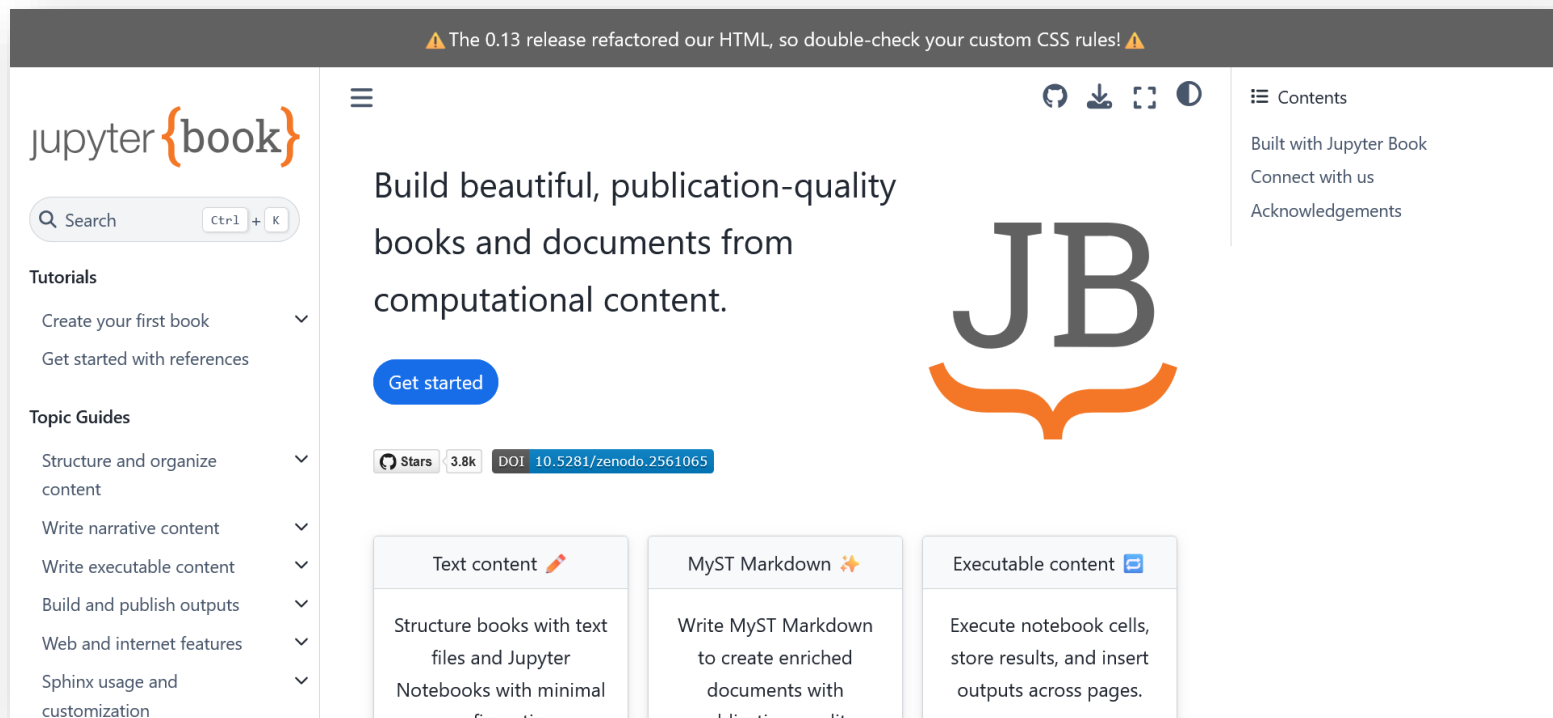 ⚠️The 0.13 release refactored our HTML, so double-check your custom CSS rules!⚠️
jupyter {book}
Search Ctrl + K
Tutorials
Create your first book
Get started with references
Topic Guides
Structure and organize
content
Write narrative content
Write executable content
Build and publish outputs
Web and internet features
Sphinx usage and
customization
Build beautiful, publication-quality
books and documents from
computational content.
JB
Get started
Stars 3.8k DOI 10.5281/zenodo.2561065
Text content ✏️
Structure books with text
files and Jupyter
Notebooks with minimal
MyST Markdown ✨
Write MyST Markdown
to create enriched
documents with
Executable content 🔁
Execute notebook cells,
store results, and insert
outputs across pages.
Contents
Built with Jupyter Book
Connect with us
Acknowledgements